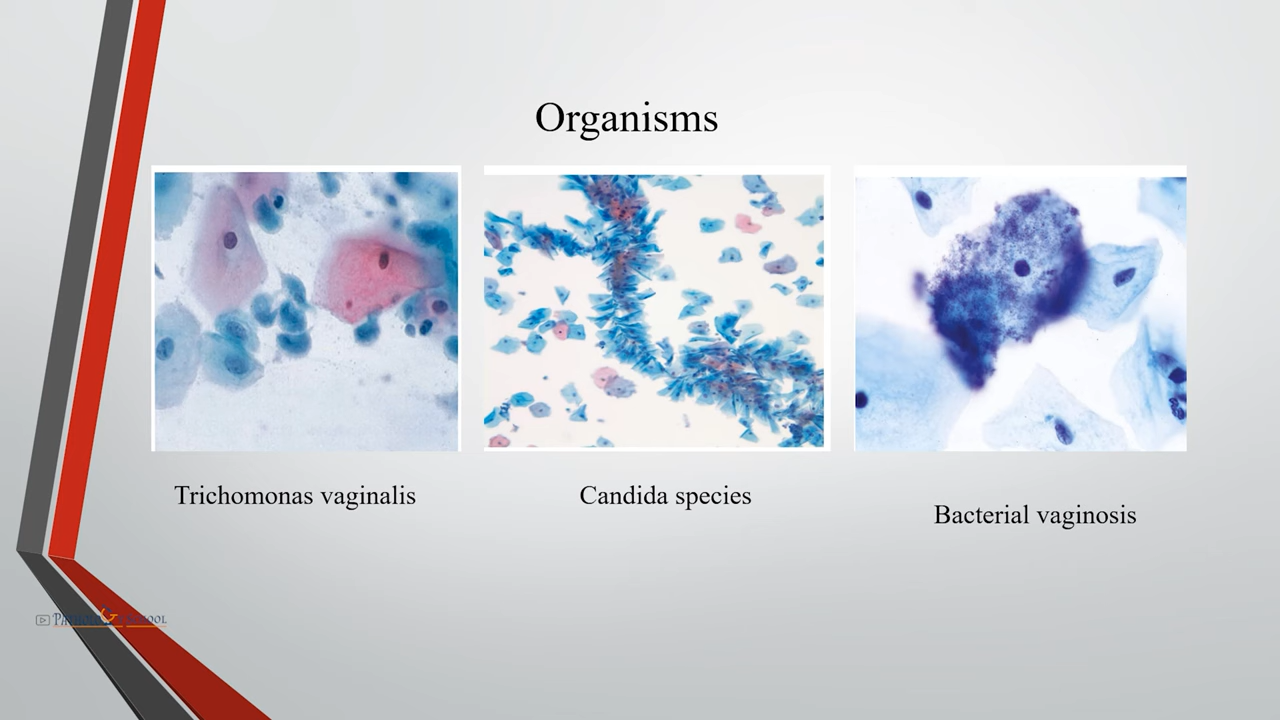 Organisms
Trichomonas vaginalis
Candida species
Bacterial vaginosis